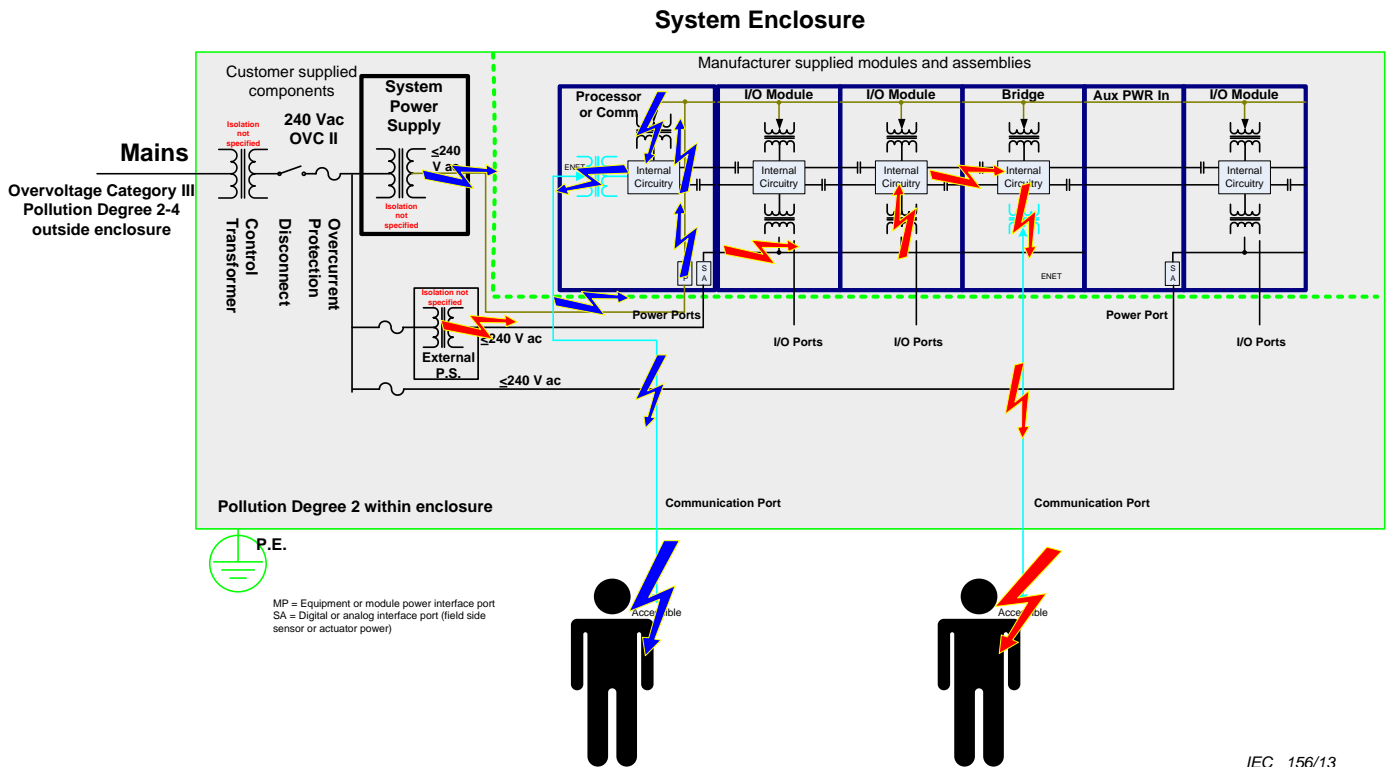 System Enclosure
Customer supplied
components
Manufacturer supplied modules and assemblies
System
Power
Supply
Processor
or Comm
I/O Module
I/O Module
Bridge
Aux PWR In
I/O Module
Isolation
not
specified
240 Vac
OVC II
≤240
V ac
Mains
Overvoltage Category III
Pollution Degree 2-4
outside enclosure
ENET
Internal
Circuitry
Internal
Circuitry
Internal
Circuitry
Internal
Circuitry
Internal
Circuitry
Isolation
not
specified
Control
Transformer
Disconnect
Overcurrent
Protection
S
A
ENET
S
A
Isolation not
specified
Power Ports
Power Port
≤240 V ac
I/O Ports
I/O Ports
I/O Ports
External
P.S.
≤240 V ac
Pollution Degree 2 within enclosure
Communication Port
Communication Port
P.E.
MP = Equipment or module power interface port
SA = Digital or analog interface port (field side
sensor or actuator power)
Accessible
Accessible
IEC 156/13